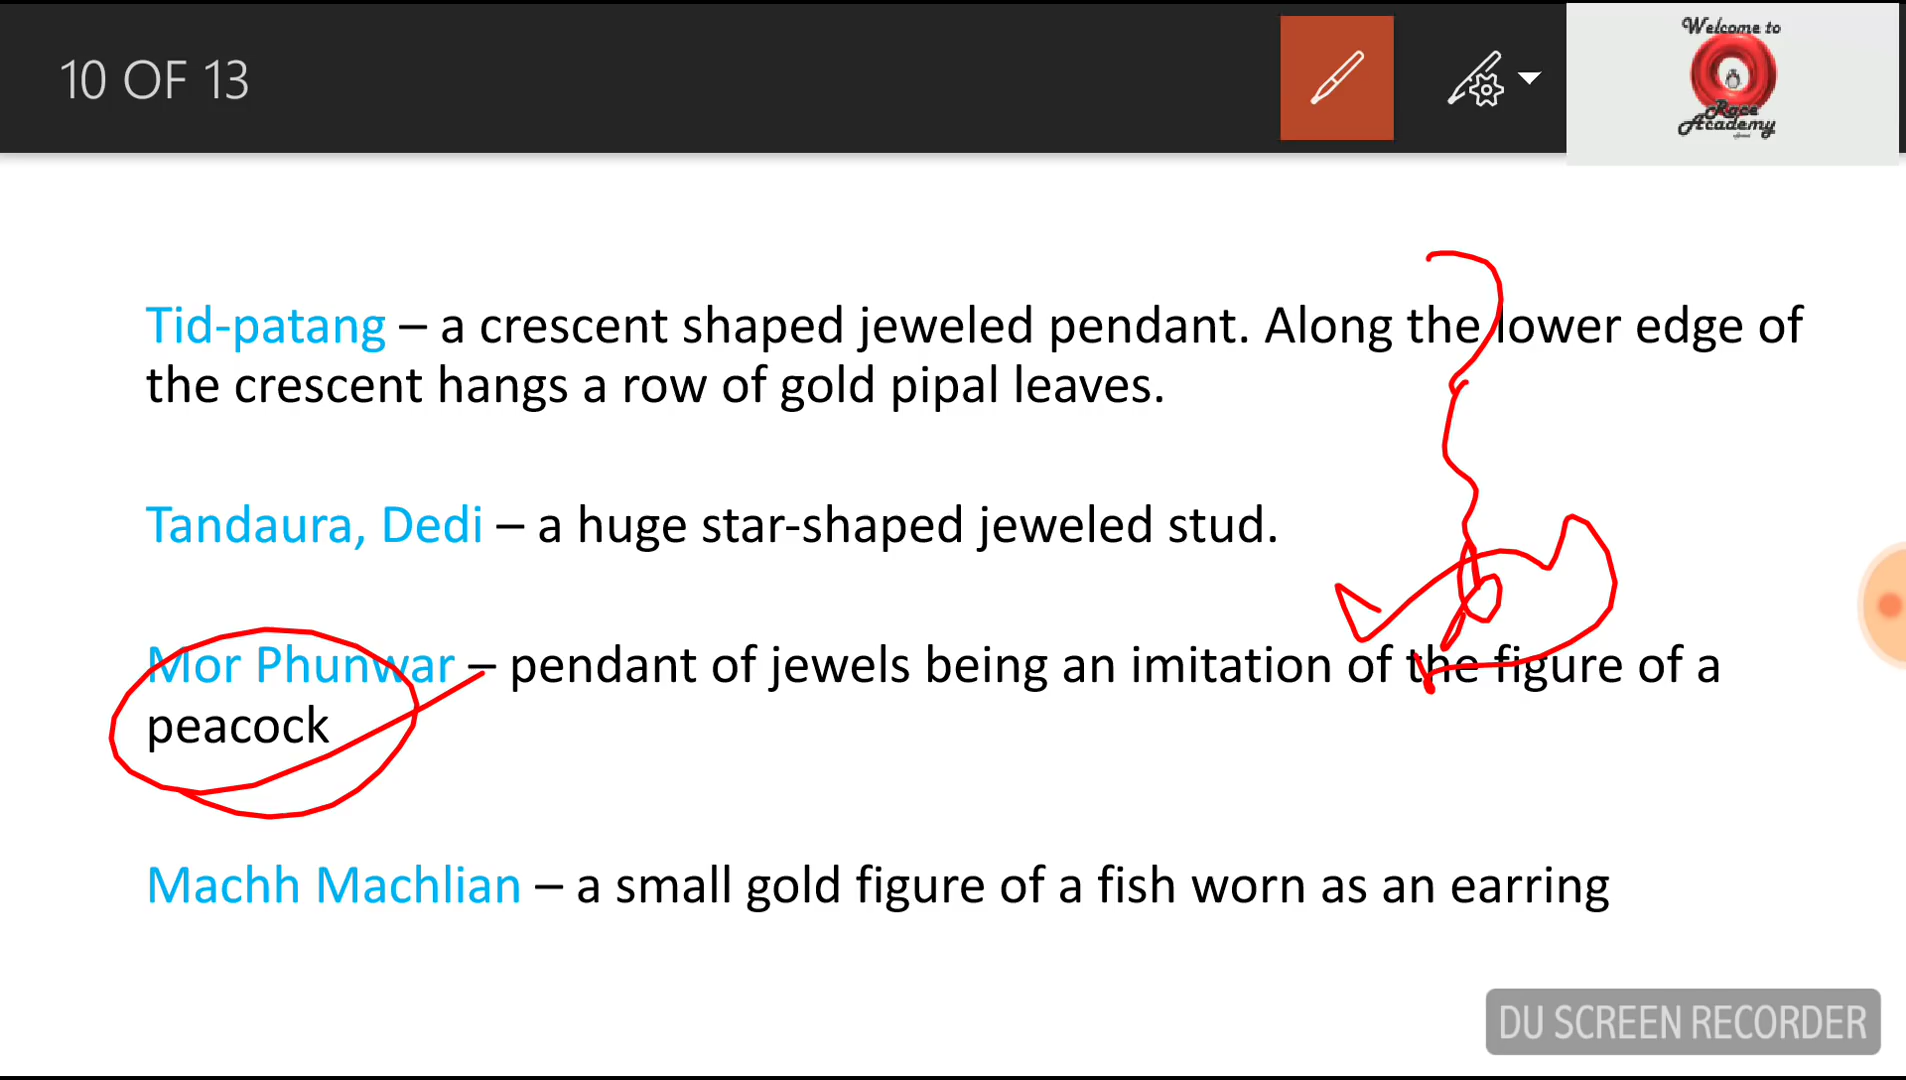 10 OF 13
Welcome to
Race
Academy
Tid-patang – a crescent shaped jeweled pendant. Along the lower edge of
the crescent hangs a row of gold pipal leaves.
Tandaura, Dedi – a huge star-shaped jeweled stud.
Mor Phunwar – pendant of jewels being an imitation of the figure of a
peacock
Machh Machlian – a small gold figure of a fish worn as an earring
DU SCREEN RECORDER